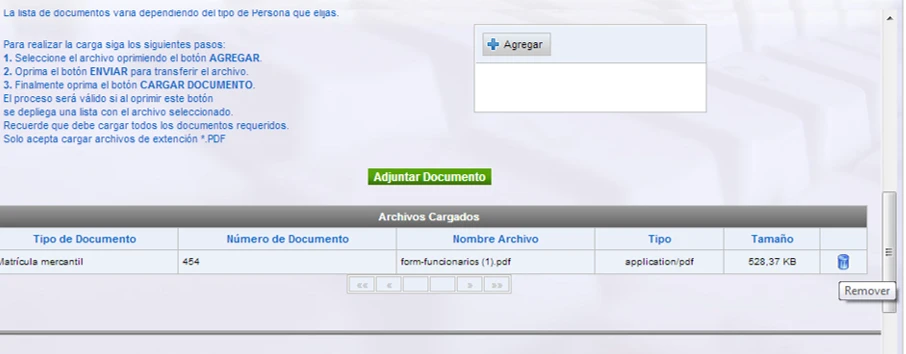 La lista de documentos varía dependiendo del tipo de Persona que elijas.
Para realizar la carga siga los siguientes pasos:
1. Seleccione el archivo oprimiendo el botón AGREGAR.
2. Oprima el botón ENVIAR para transferir el archivo.
3. Finalmente oprima el botón CARGAR DOCUMENTO.
El proceso será válido si al oprimir este botón
se depliega una lista con el archivo seleccionado.
Recuerde que debe cargar todos los documentos requeridos.
Solo acepta cargar archivos de extención *.PDF
Agregar
Adjuntar Documento
Archivos Cargados
Tipo de Documento Número de Documento Nombre Archivo Tipo Tamaño
Matrícula mercantil 454 form-funcionarios (1).pdf application/pdf 528,37 KB
«« « » »»
Remover